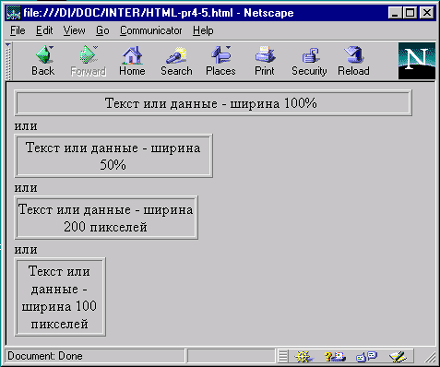 file:///D|/DOC/INTER/HTML-pr4-5.html - Netscape
File Edit View Go Communicator Help
Back Forward Home Search Places Print Security Reload N
Текст или данные - ширина 100%
или
Текст или данные - ширина
50%
или
Текст или данные - ширина
200 пикселей
или
Текст или
данные -
ширина 100
пикселей
Document: Done